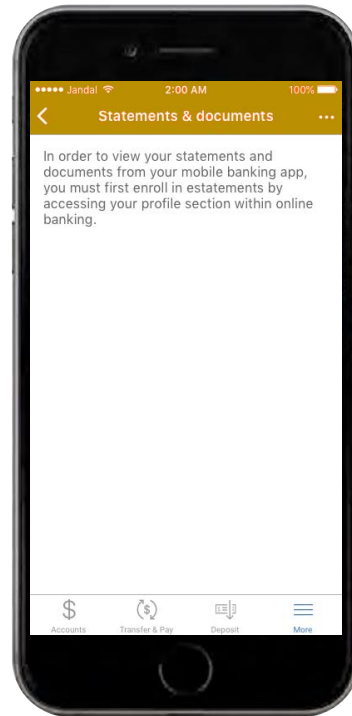 Jandal 2:00 AM 100%
Statements & documents
In order to view your statements and
documents from your mobile banking app,
you must first enroll in estatements by
accessing your profile section within online
banking.
Accounts Transfer & Pay Deposit More